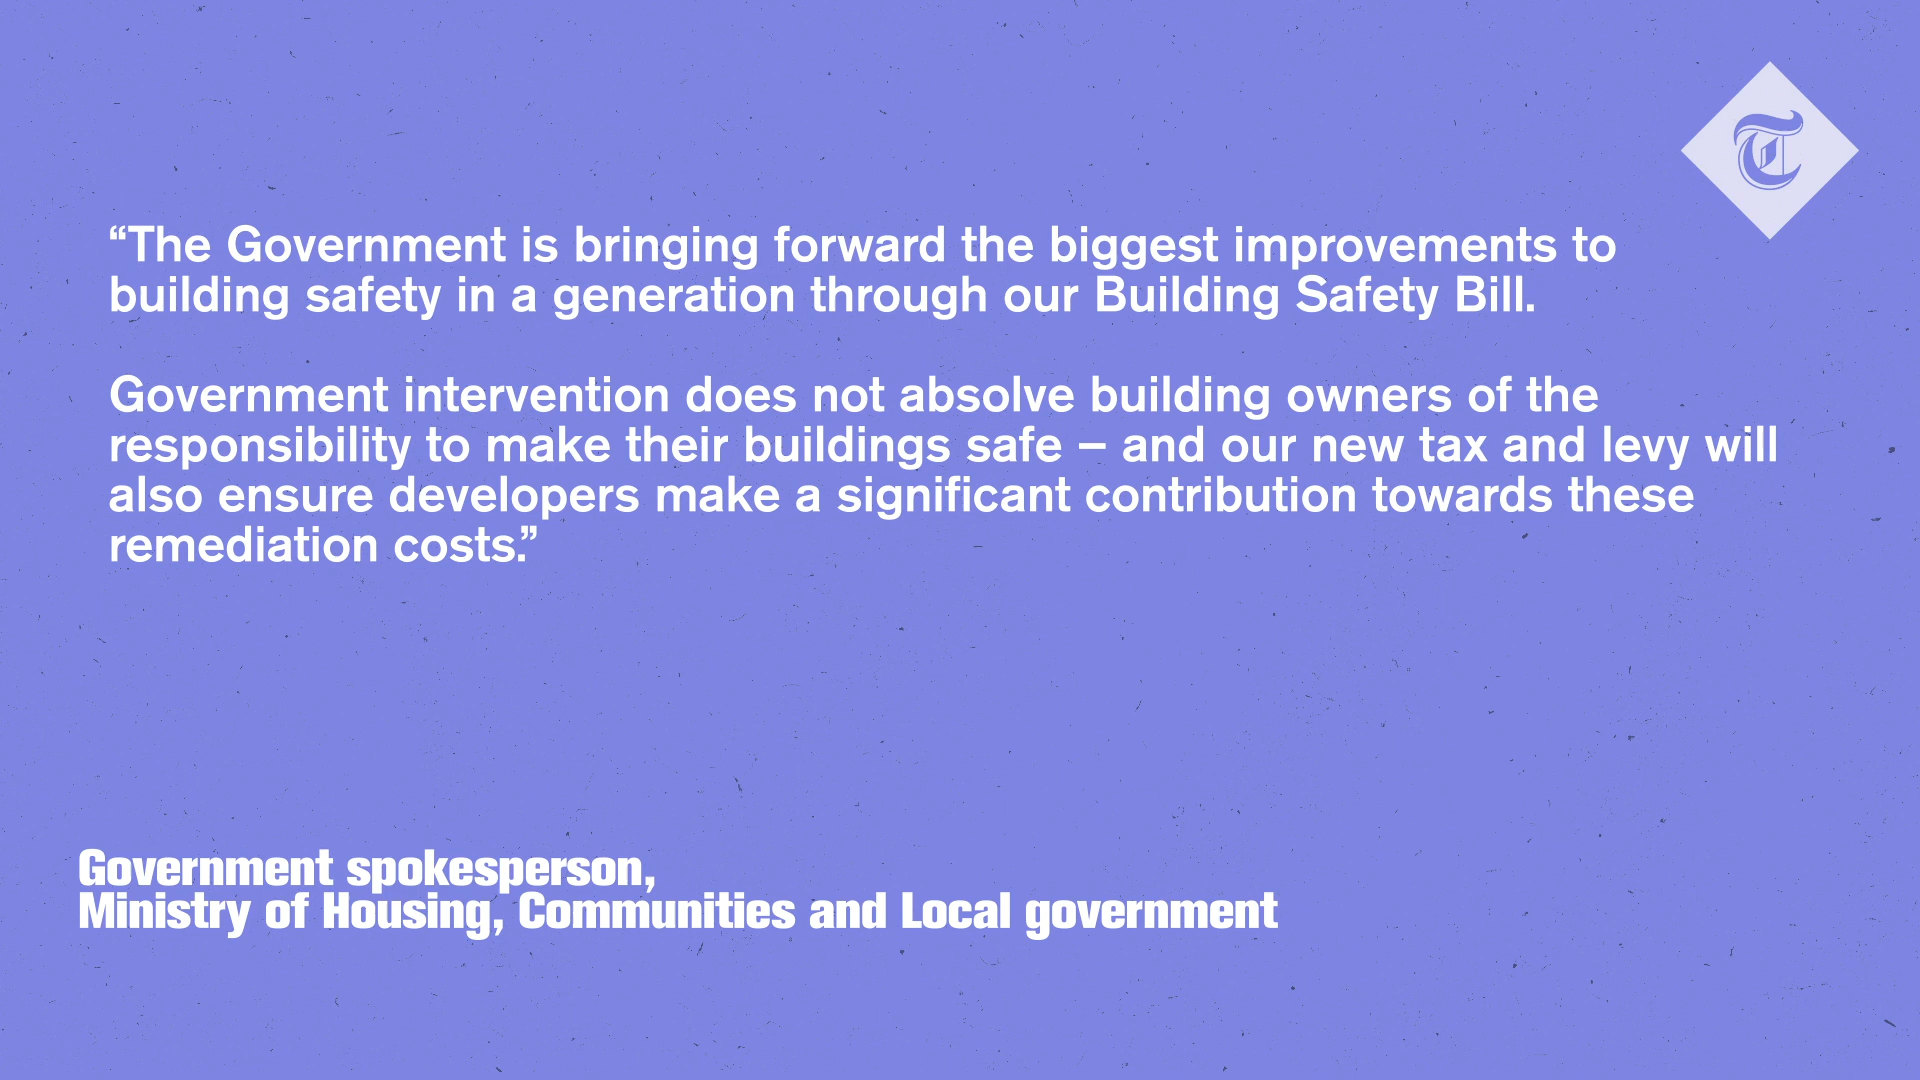 “The Government is bringing forward the biggest improvements to
building safety in a generation through our Building Safety Bill.
Government intervention does not absolve building owners of the
responsibility to make their buildings safe – and our new tax and levy will
also ensure developers make a significant contribution towards these
remediation costs.”
Government spokesperson,
Ministry of Housing, Communities and Local government
T